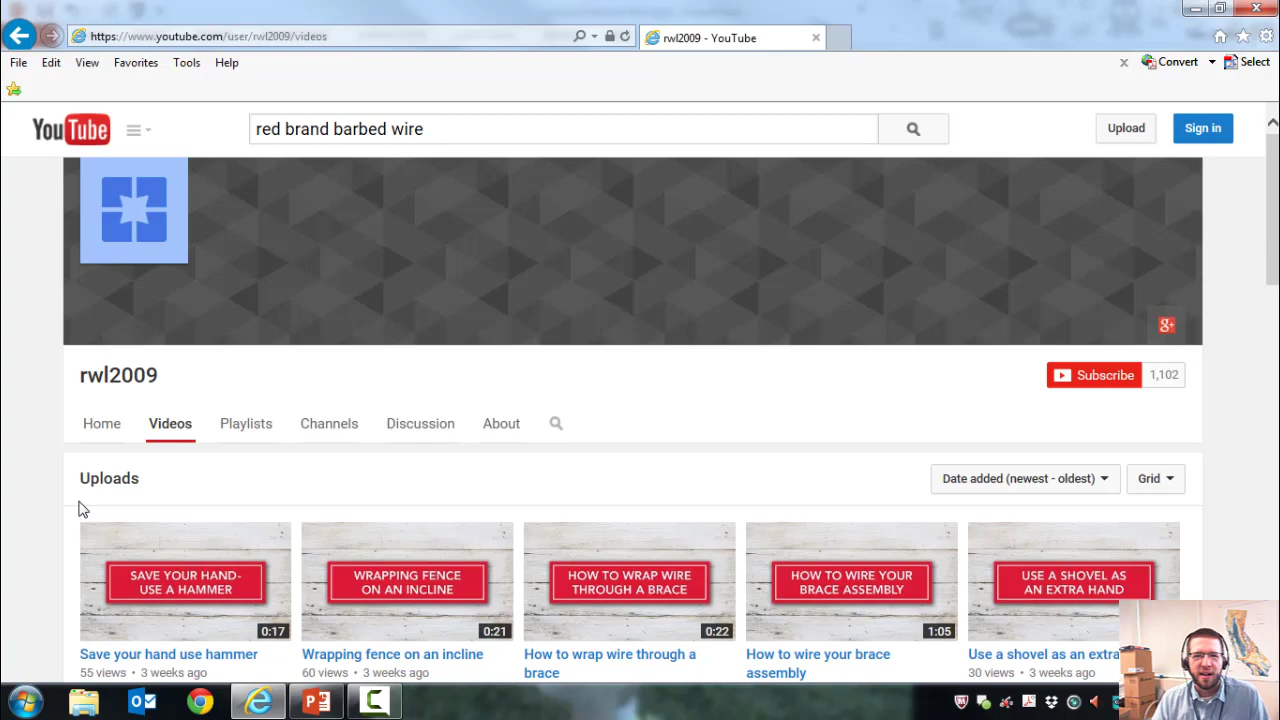 https://www.youtube.com/user/rwl2009/videos
rwl2009 - YouTube
File Edit View Favorites Tools Help
Convert Select
YouTube
red brand barbed wire
Upload
Sign in
g+
rwl2009
Subscribe 1,102
Home Videos Playlists Channels Discussion About
Uploads
Date added (newest - oldest)
Grid
SAVE YOUR HAND-
USE A HAMMER
0:17
WRAPPING FENCE
ON AN INCLINE
0:21
HOW TO WRAP WIRE
THROUGH A BRACE
0:22
HOW TO WIRE YOUR
BRACE ASSEMBLY
1:05
USE A SHOVEL AS
AN EXTRA HAND
Save your hand use hammer
55 views • 3 weeks ago
Wrapping fence on an incline
60 views • 3 weeks ago
How to wrap wire through a
brace
How to wire your brace
assembly
Use a shovel as an extra
30 views • 3 weeks ago